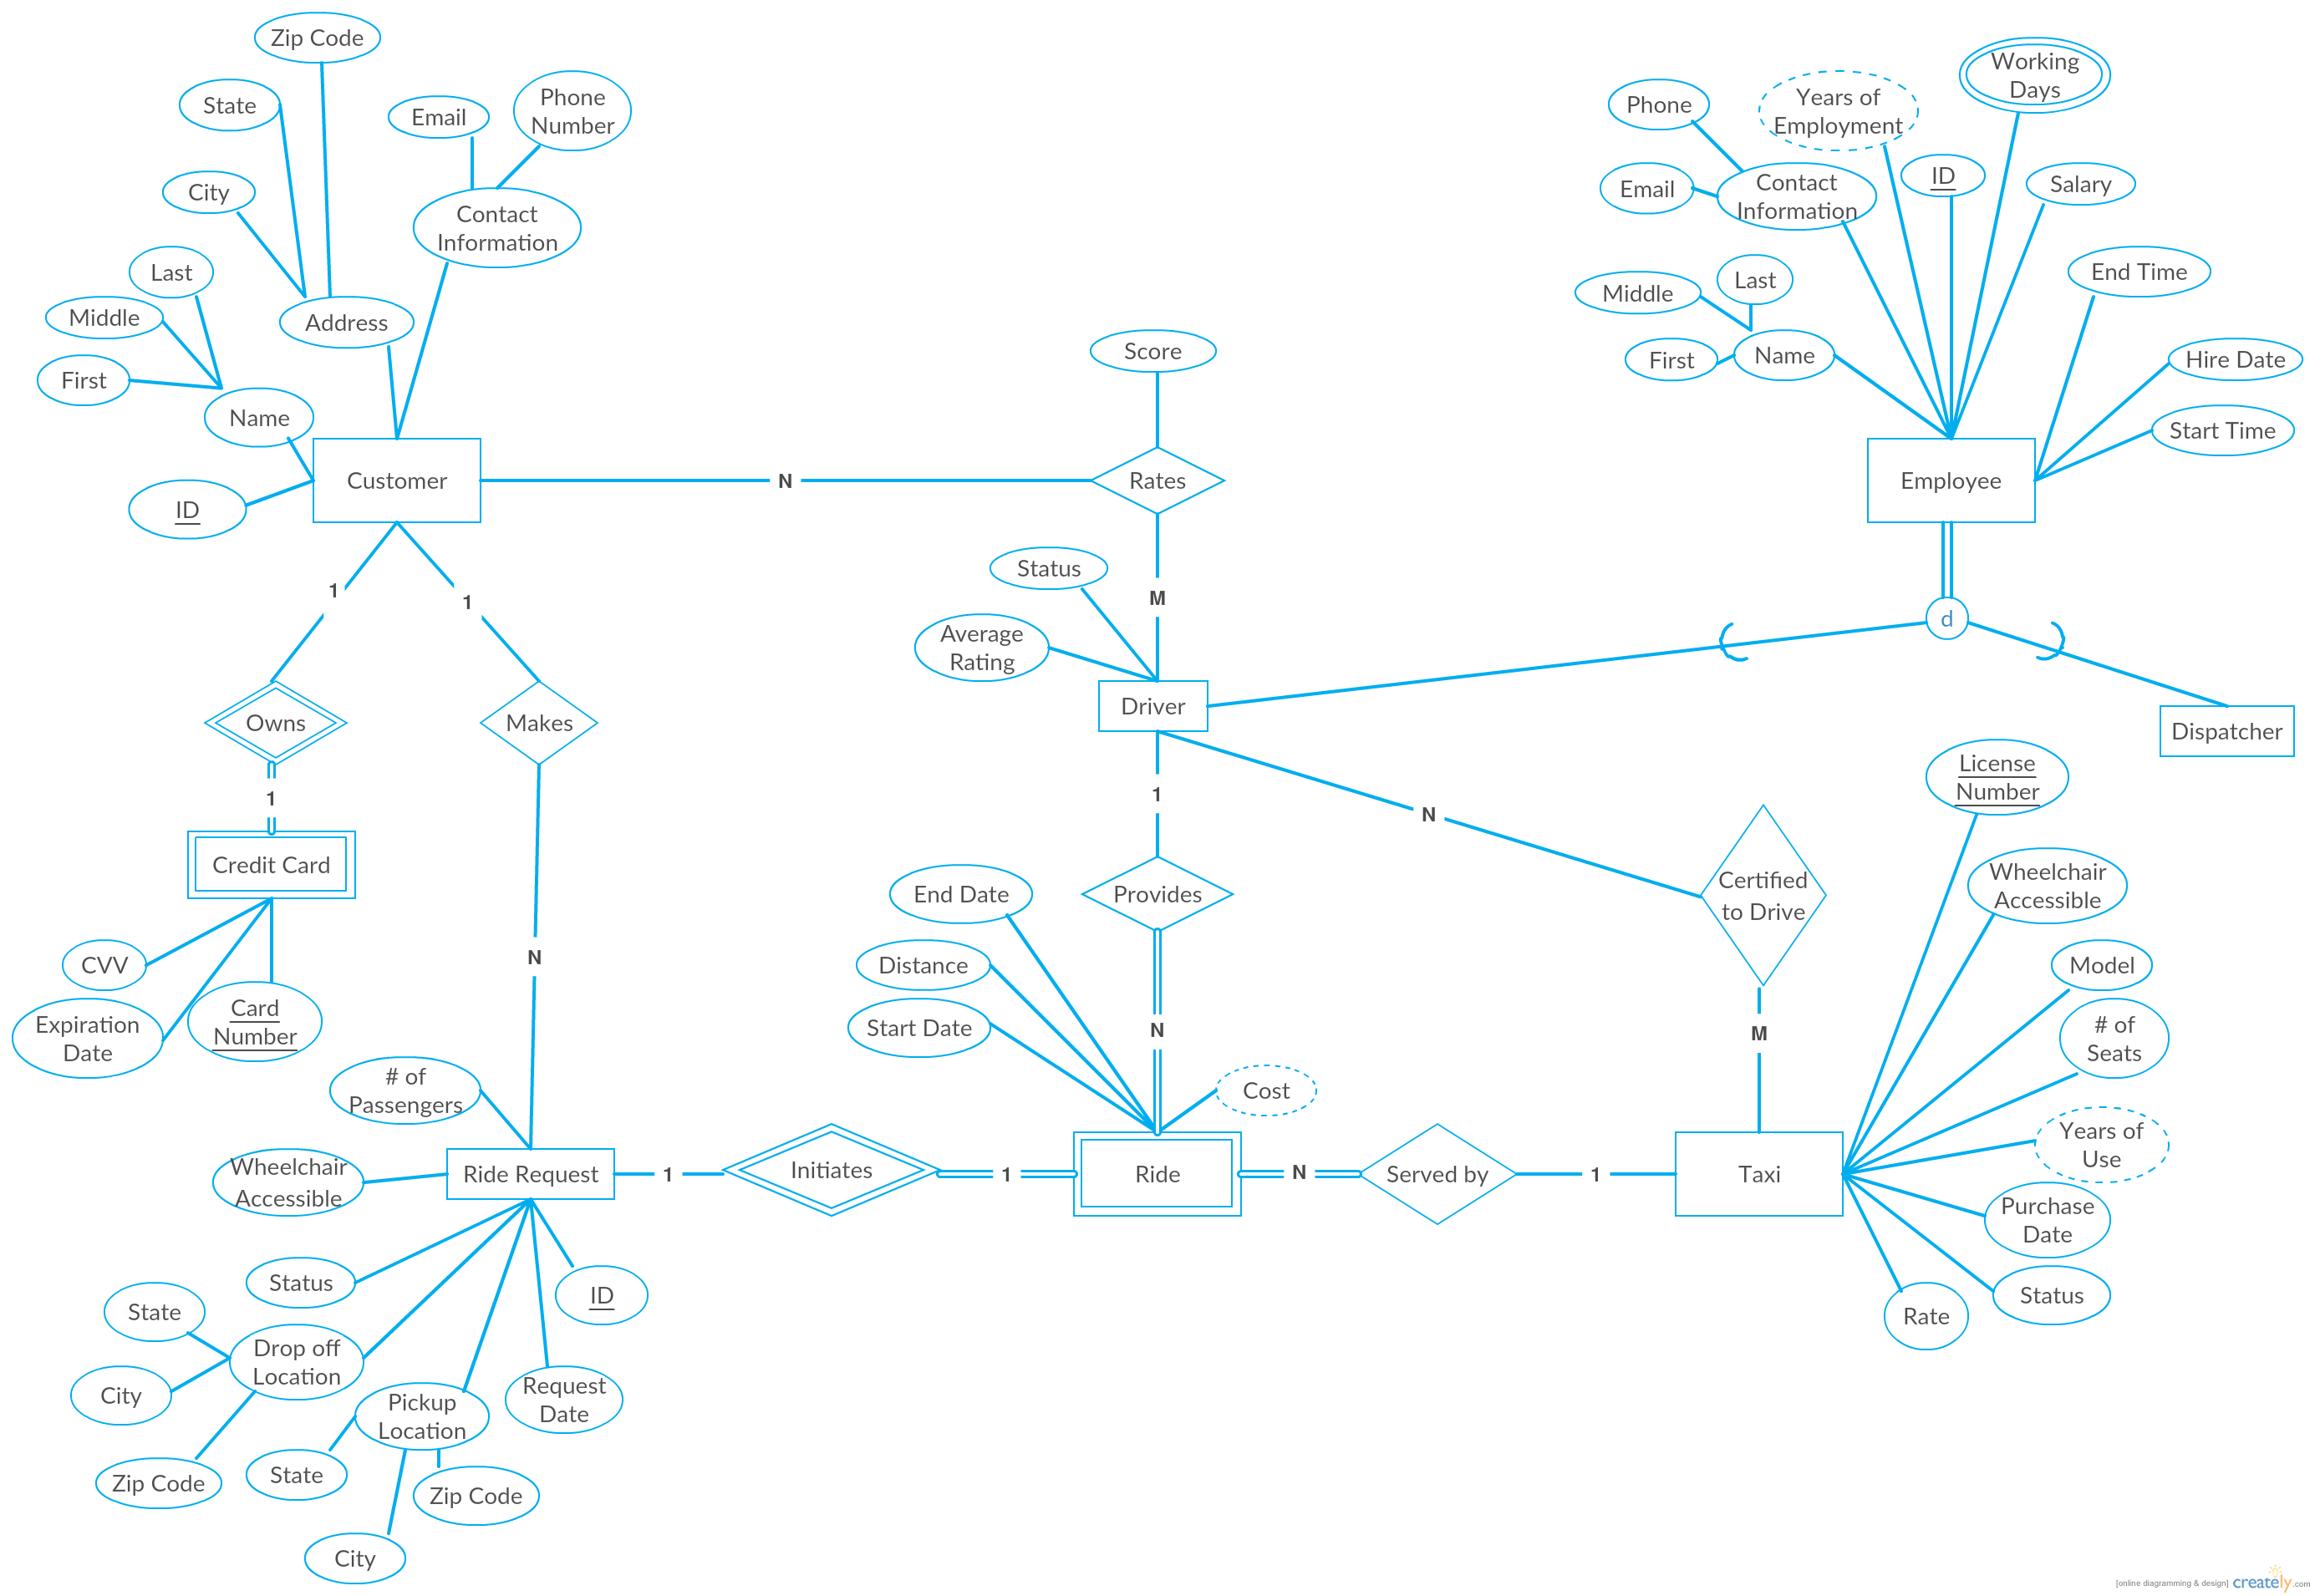 Zip Code
State
Email
Phone
Number
City
Contact
Information
Last
Middle
Address
First
Name
Customer
ID
N
Score
Rates
M
Working
Days
Phone
Years of
Employment
ID
Contact
Information
Email
Salary
Middle
Last
End Time
First
Name
Hire Date
Start Time
Employee
d
Status
Average
Rating
Driver
Dispatcher
1
1
Owns
Makes
1
Credit Card
CVV
Card
Number
Expiration
Date
N
1
Provides
N
N
Certified
to Drive
M
License
Number
Wheelchair
Accessible
Model
# of
Seats
Years of
Use
Purchase
Date
Status
Rate
Taxi
End Date
Distance
Start Date
Cost
# of
Passengers
Wheelchair
Accessible
Ride Request
1
Initiates
1
Ride
N
Served by
1
Status
ID
State
Drop off
Location
City
Zip Code
Pickup
Location
Request
Date
State
Zip Code
City
[online diagramming & design] creately.com